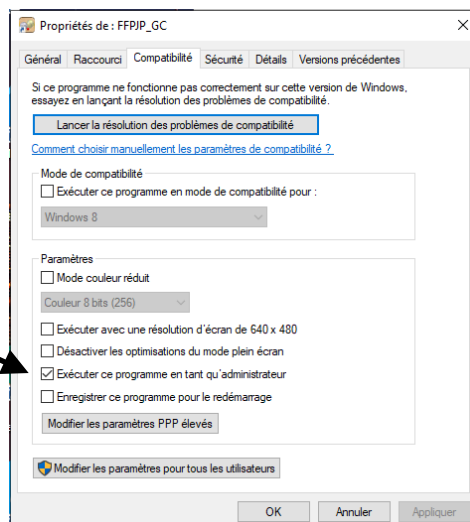 Propriétés de : FFPJP_GC
Général Raccourci Compatibilité Sécurité Détails Versions précédentes
Si ce programme ne fonctionne pas correctement sur cette version de Windows,
essayez en lançant la résolution des problèmes de compatibilité.
Lancer la résolution des problèmes de compatibilité
Comment choisir manuellement les paramètres de compatibilité ?
Mode de compatibilité
Exécuter ce programme en mode de compatibilité pour :
Windows 8
Paramètres
Mode couleur réduit
Couleur 8 bits (256)
Exécuter avec une résolution d'écran de 640 x 480
Désactiver les optimisations du mode plein écran
Exécuter ce programme en tant qu'administrateur
Enregistrer ce programme pour le redémarrage
Modifier les paramètres PPP élevés
Modifier les paramètres pour tous les utilisateurs
OK Annuler Appliquer